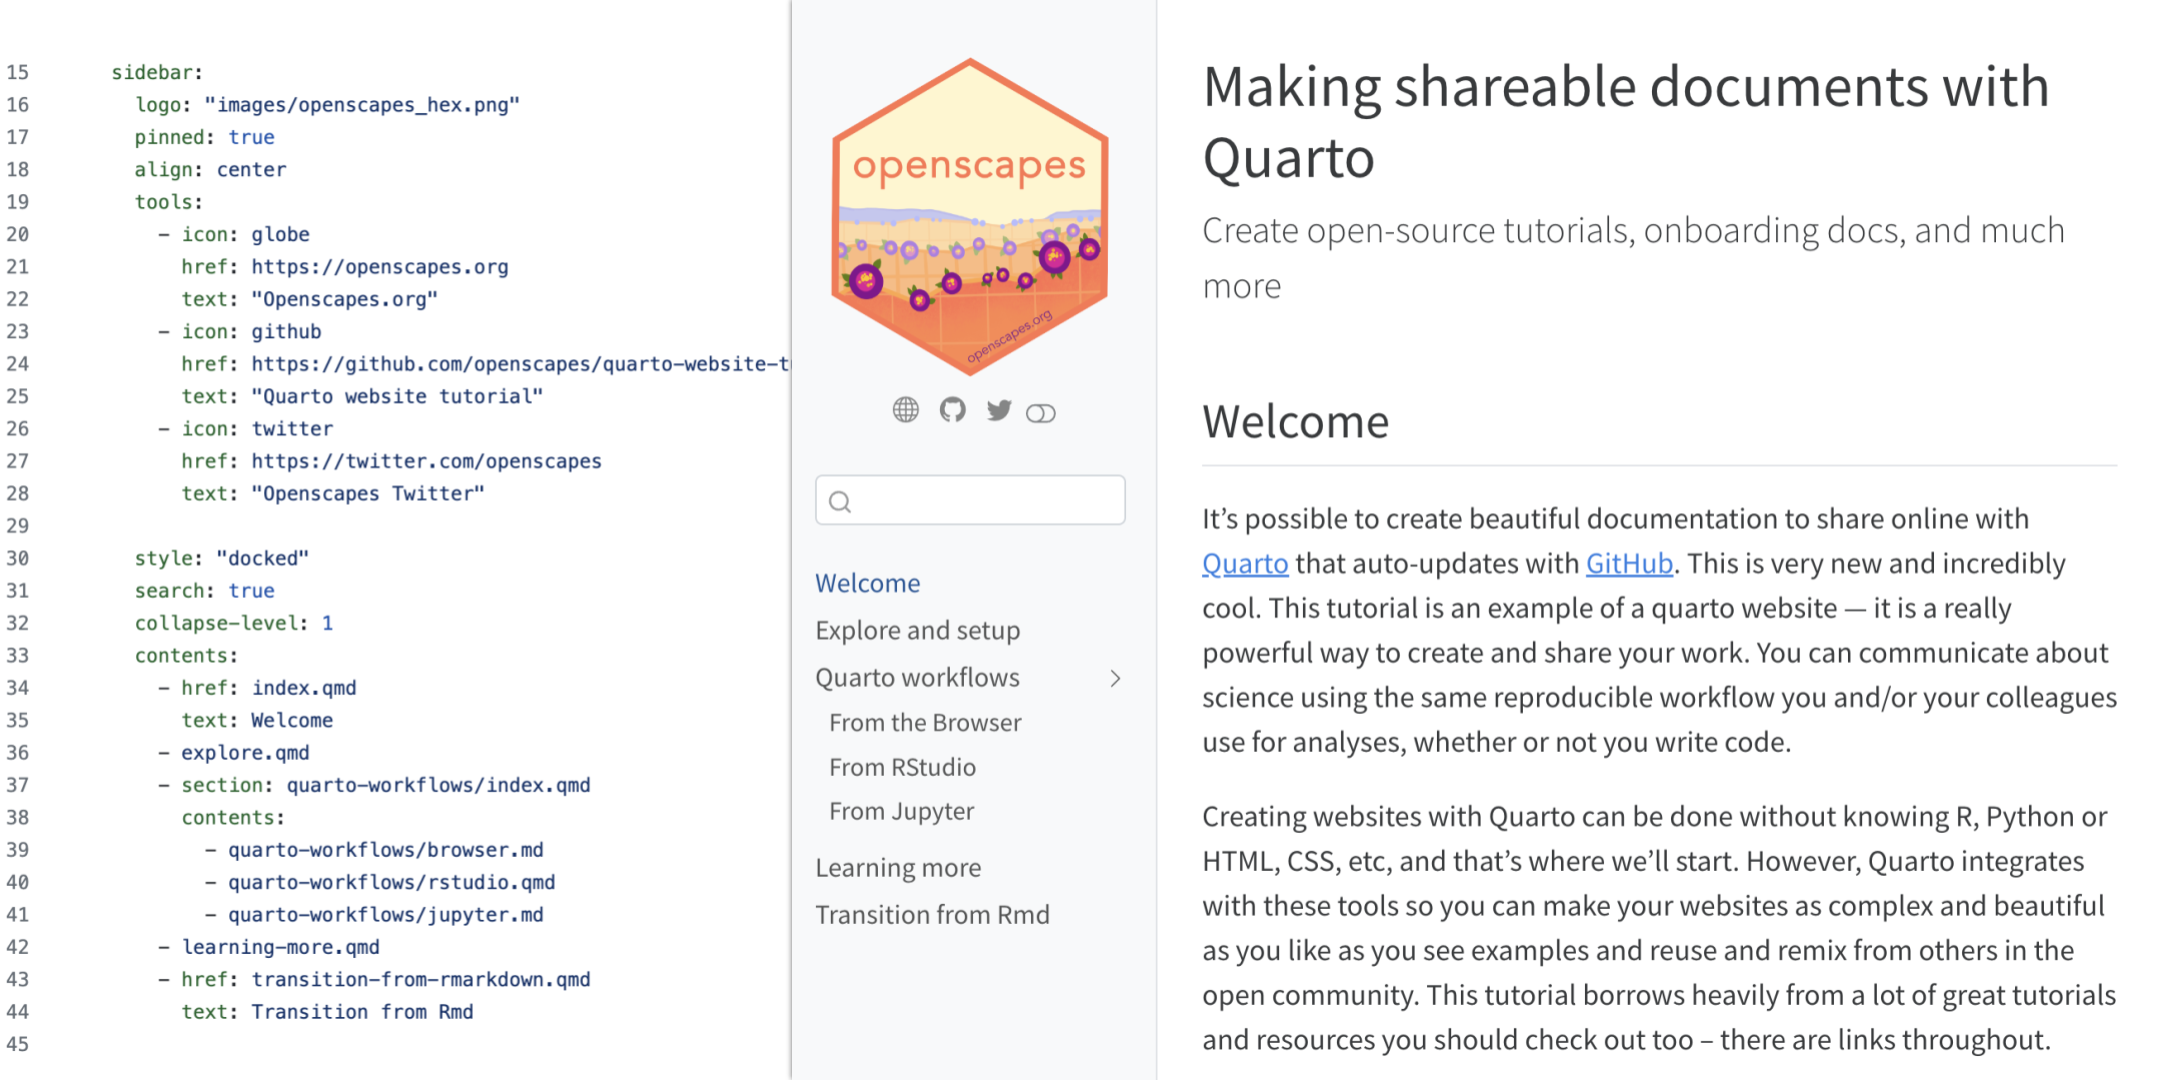 15 sidebar:
16 logo: "images/openscapes_hex.png"
17 pinned: true
18 align: center
19 tools:
20 - icon: globe
21 href: https://openscapes.org
22 text: "Openscapes.org"
23 - icon: github
24 href: https://github.com/openscapes/quarto-website-t
25 text: "Quarto website tutorial"
26 - icon: twitter
27 href: https://twitter.com/openscapes
28 text: "Openscapes Twitter"
29
30 style: "docked"
31 search: true
32 collapse-level: 1
33 contents:
34 - href: index.qmd
35 text: Welcome
36 - explore.qmd
37 - section: quarto-workflows/index.qmd
38 contents:
39 - quarto-workflows/browser.md
40 - quarto-workflows/rstudio.qmd
41 - quarto-workflows/jupyter.md
42 - learning-more.qmd
43 - href: transition-from-rmarkdown.qmd
44 text: Transition from Rmd
45
openscapes
openscapes.org
Welcome
Explore and setup
Quarto workflows
From the Browser
From RStudio
From Jupyter
Learning more
Transition from Rmd
Making shareable documents with
Quarto
Create open-source tutorials, onboarding docs, and much
more
Welcome
It’s possible to create beautiful documentation to share online with
Quarto that auto-updates with GitHub. This is very new and incredibly
cool. This tutorial is an example of a quarto website — it is a really
powerful way to create and share your work. You can communicate about
science using the same reproducible workflow you and/or your colleagues
use for analyses, whether or not you write code.
Creating websites with Quarto can be done without knowing R, Python or
HTML, CSS, etc, and that’s where we’ll start. However, Quarto integrates
with these tools so you can make your websites as complex and beautiful
as you like as you see examples and reuse and remix from others in the
open community. This tutorial borrows heavily from a lot of great tutorials
and resources you should check out too – there are links throughout.